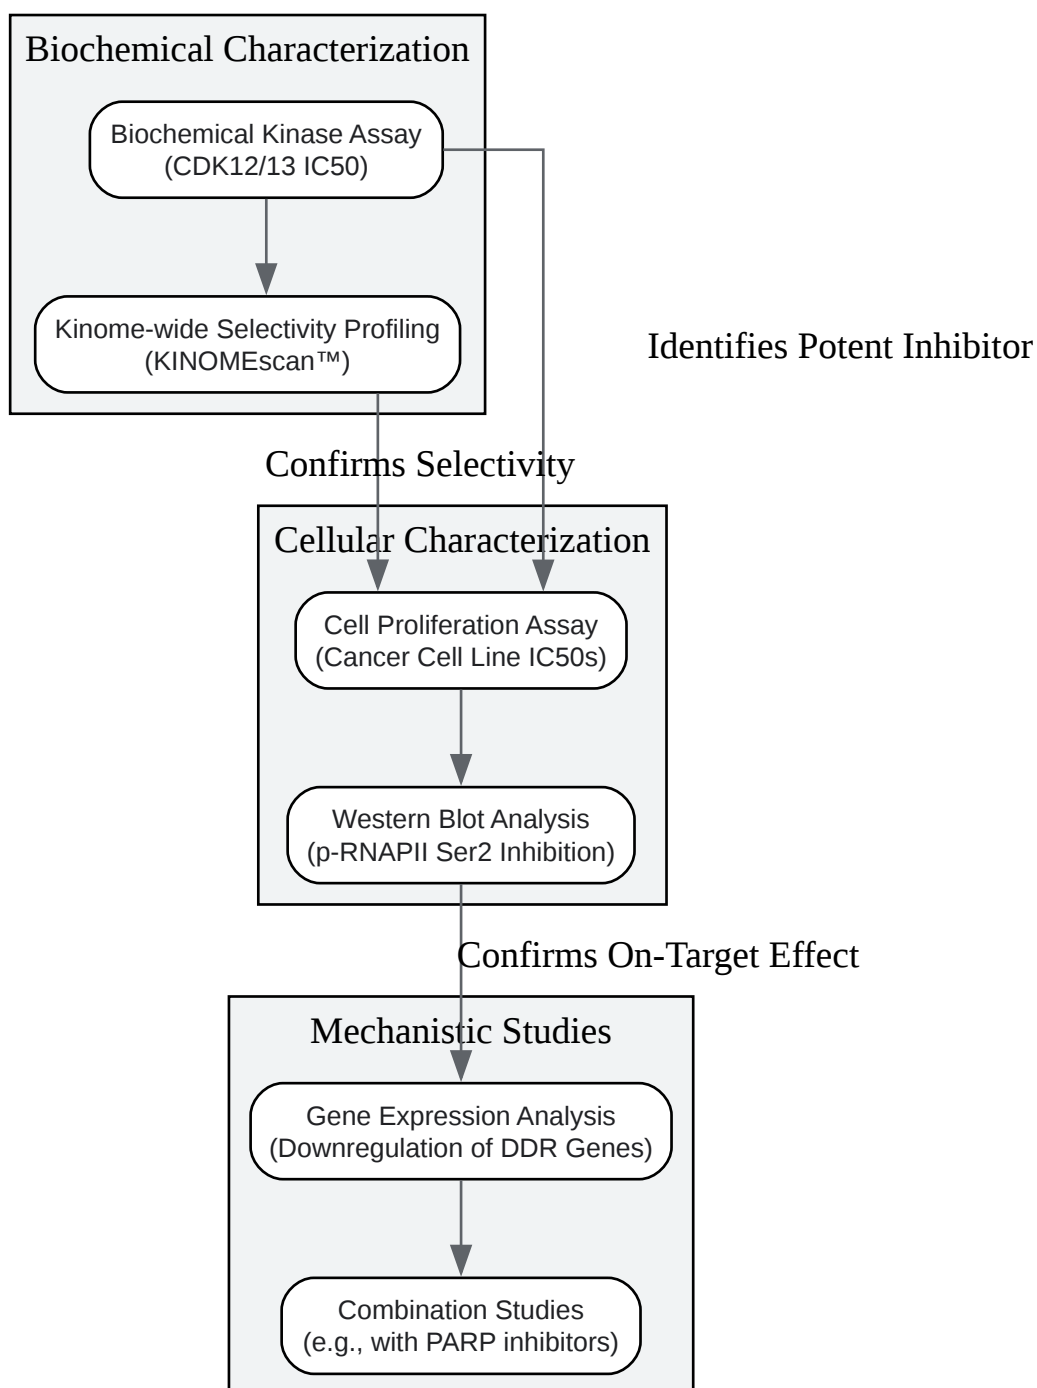 Biochemical Characterization
Biochemical Kinase Assay
(CDK12/13 IC50)
Kinome-wide Selectivity Profiling
(KINOMEscan™)
Identifies Potent Inhibitor
Confirms Selectivity
Cellular Characterization
Cell Proliferation Assay
(Cancer Cell Line IC50s)
Western Blot Analysis
(p-RNAPII Ser2 Inhibition)
Confirms On-Target Effect
Mechanistic Studies
Gene Expression Analysis
(Downregulation of DDR Genes)
Combination Studies
(e.g., with PARP inhibitors)